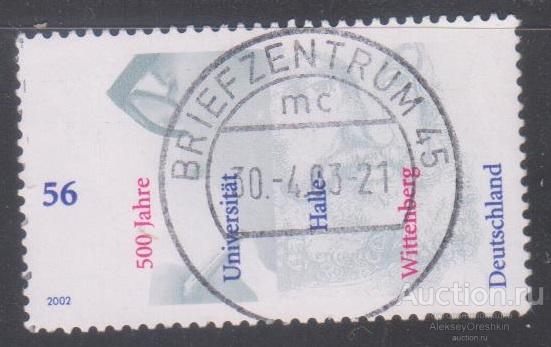 BRIEFZENTRUM 45
mc
30.-4.03-21
56
500 Jahre
Universität
Halle-
Wittenberg
Deutschland
2002
Auction.ru
AlekseyOreshkin
auction.ru